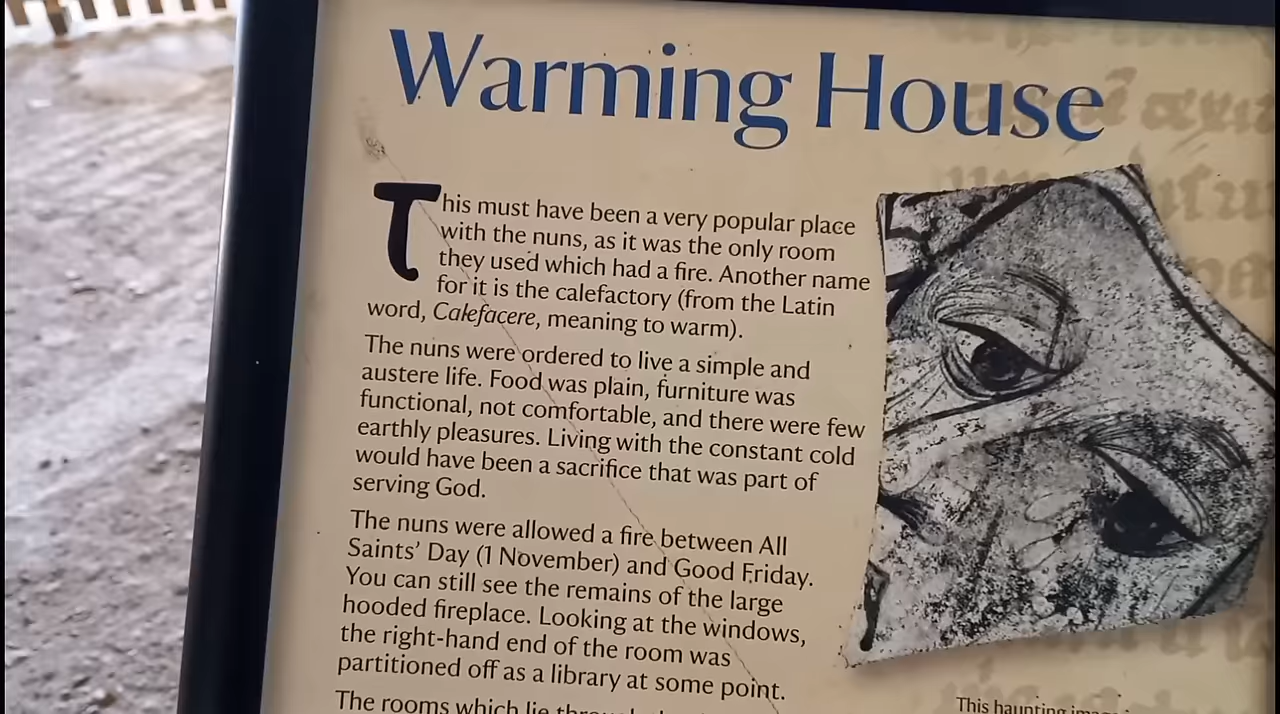 Warming House
This must have been a very popular place
with the nuns, as it was the only room
they used which had a fire. Another name
for it is the calefactory (from the Latin
word, Calefacere, meaning to warm).
The nuns were ordered to live a simple and
austere life. Food was plain, furniture was
functional, not comfortable, and there were few
earthly pleasures. Living with the constant cold
would have been a sacrifice that was part of
serving God.
The nuns were allowed a fire between All
Saints' Day (1 November) and Good Friday.
You can still see the remains of the large
hooded fireplace. Looking at the windows,
the right-hand end of the room was
partitioned off as a library at some point.
The rooms which lie
This haunting